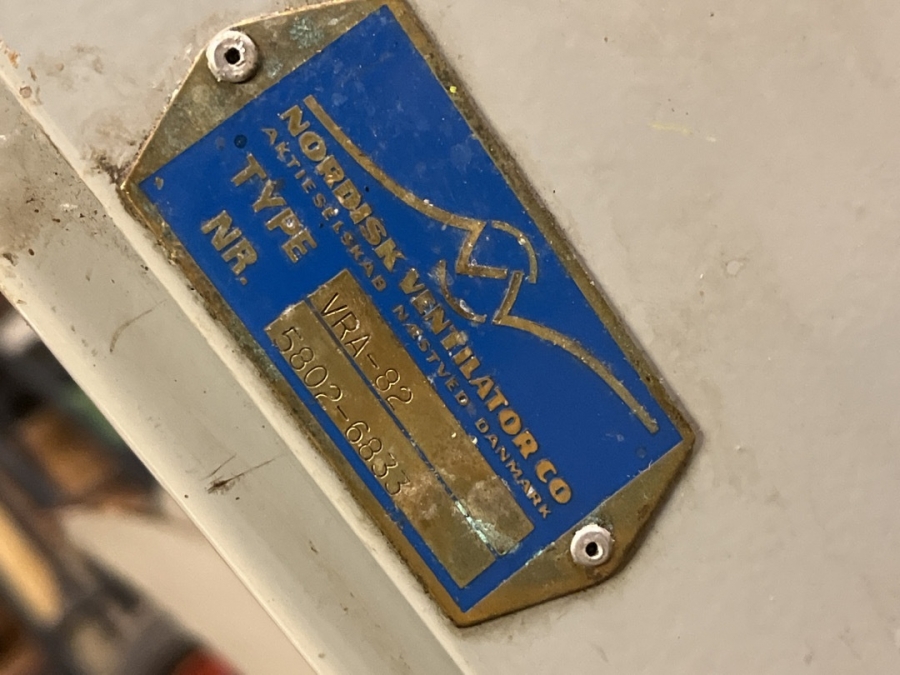 NORDISK VENTILATOR CO
AKTIESELSKAB NÆSTVED DANMARK
TYPE VRA-82
NR. 5802-6833